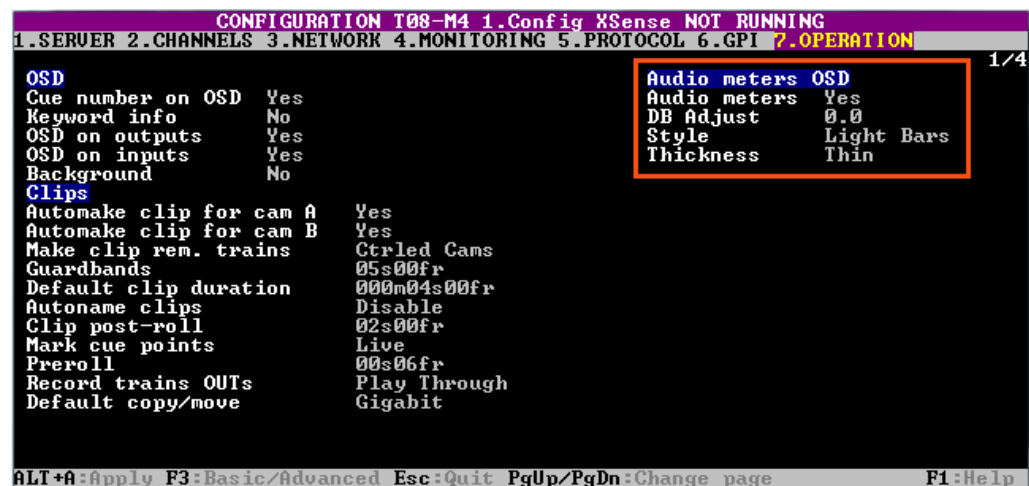 CONFIGURATION T08-M4 1.Config XSense NOT RUNNING
1.SERVER 2.CHANNELS 3.NETWORK 4.MONITORING 5.PROTOCOL 6.GPI 7.OPERATION
1/4
OSD
Cue number on OSD Yes
Keyword info No
OSD on outputs Yes
OSD on inputs Yes
Background No
Clips
Automake clip for cam A Yes
Automake clip for cam B Yes
Make clip rem. trains Ctrled Cams
Guardbands 05s00fr
Default clip duration 000m04s00fr
Autoname clips Disable
Clip post-roll 02s00fr
Mark cue points Live
Preroll 00s06fr
Record trains OUTs Play Through
Default copy/move Gigabit
Audio meters OSD
Audio meters Yes
DB Adjust 0.0
Style Light Bars
Thickness Thin
ALT+A:Apply F3:Basic/Advanced Esc:Quit PgUp/PgDn:Change page F1:Help